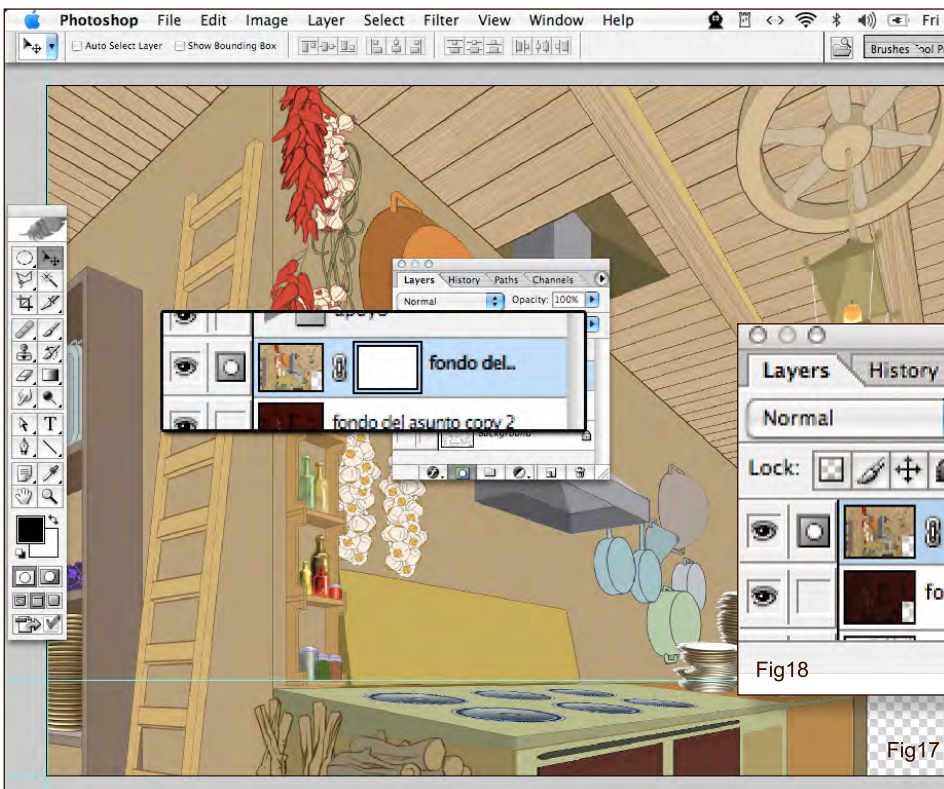 Photoshop File Edit Image Layer Select Filter View Window Help Fri
Auto Select Layer Show Bounding Box
Brushes Tool P
Layers History Paths Channels
Normal Opacity: 100%
fondo del...
fondo del asunto copy 2
Background
T
Layers History
Normal
Lock:
fo
Fig18
Fig17